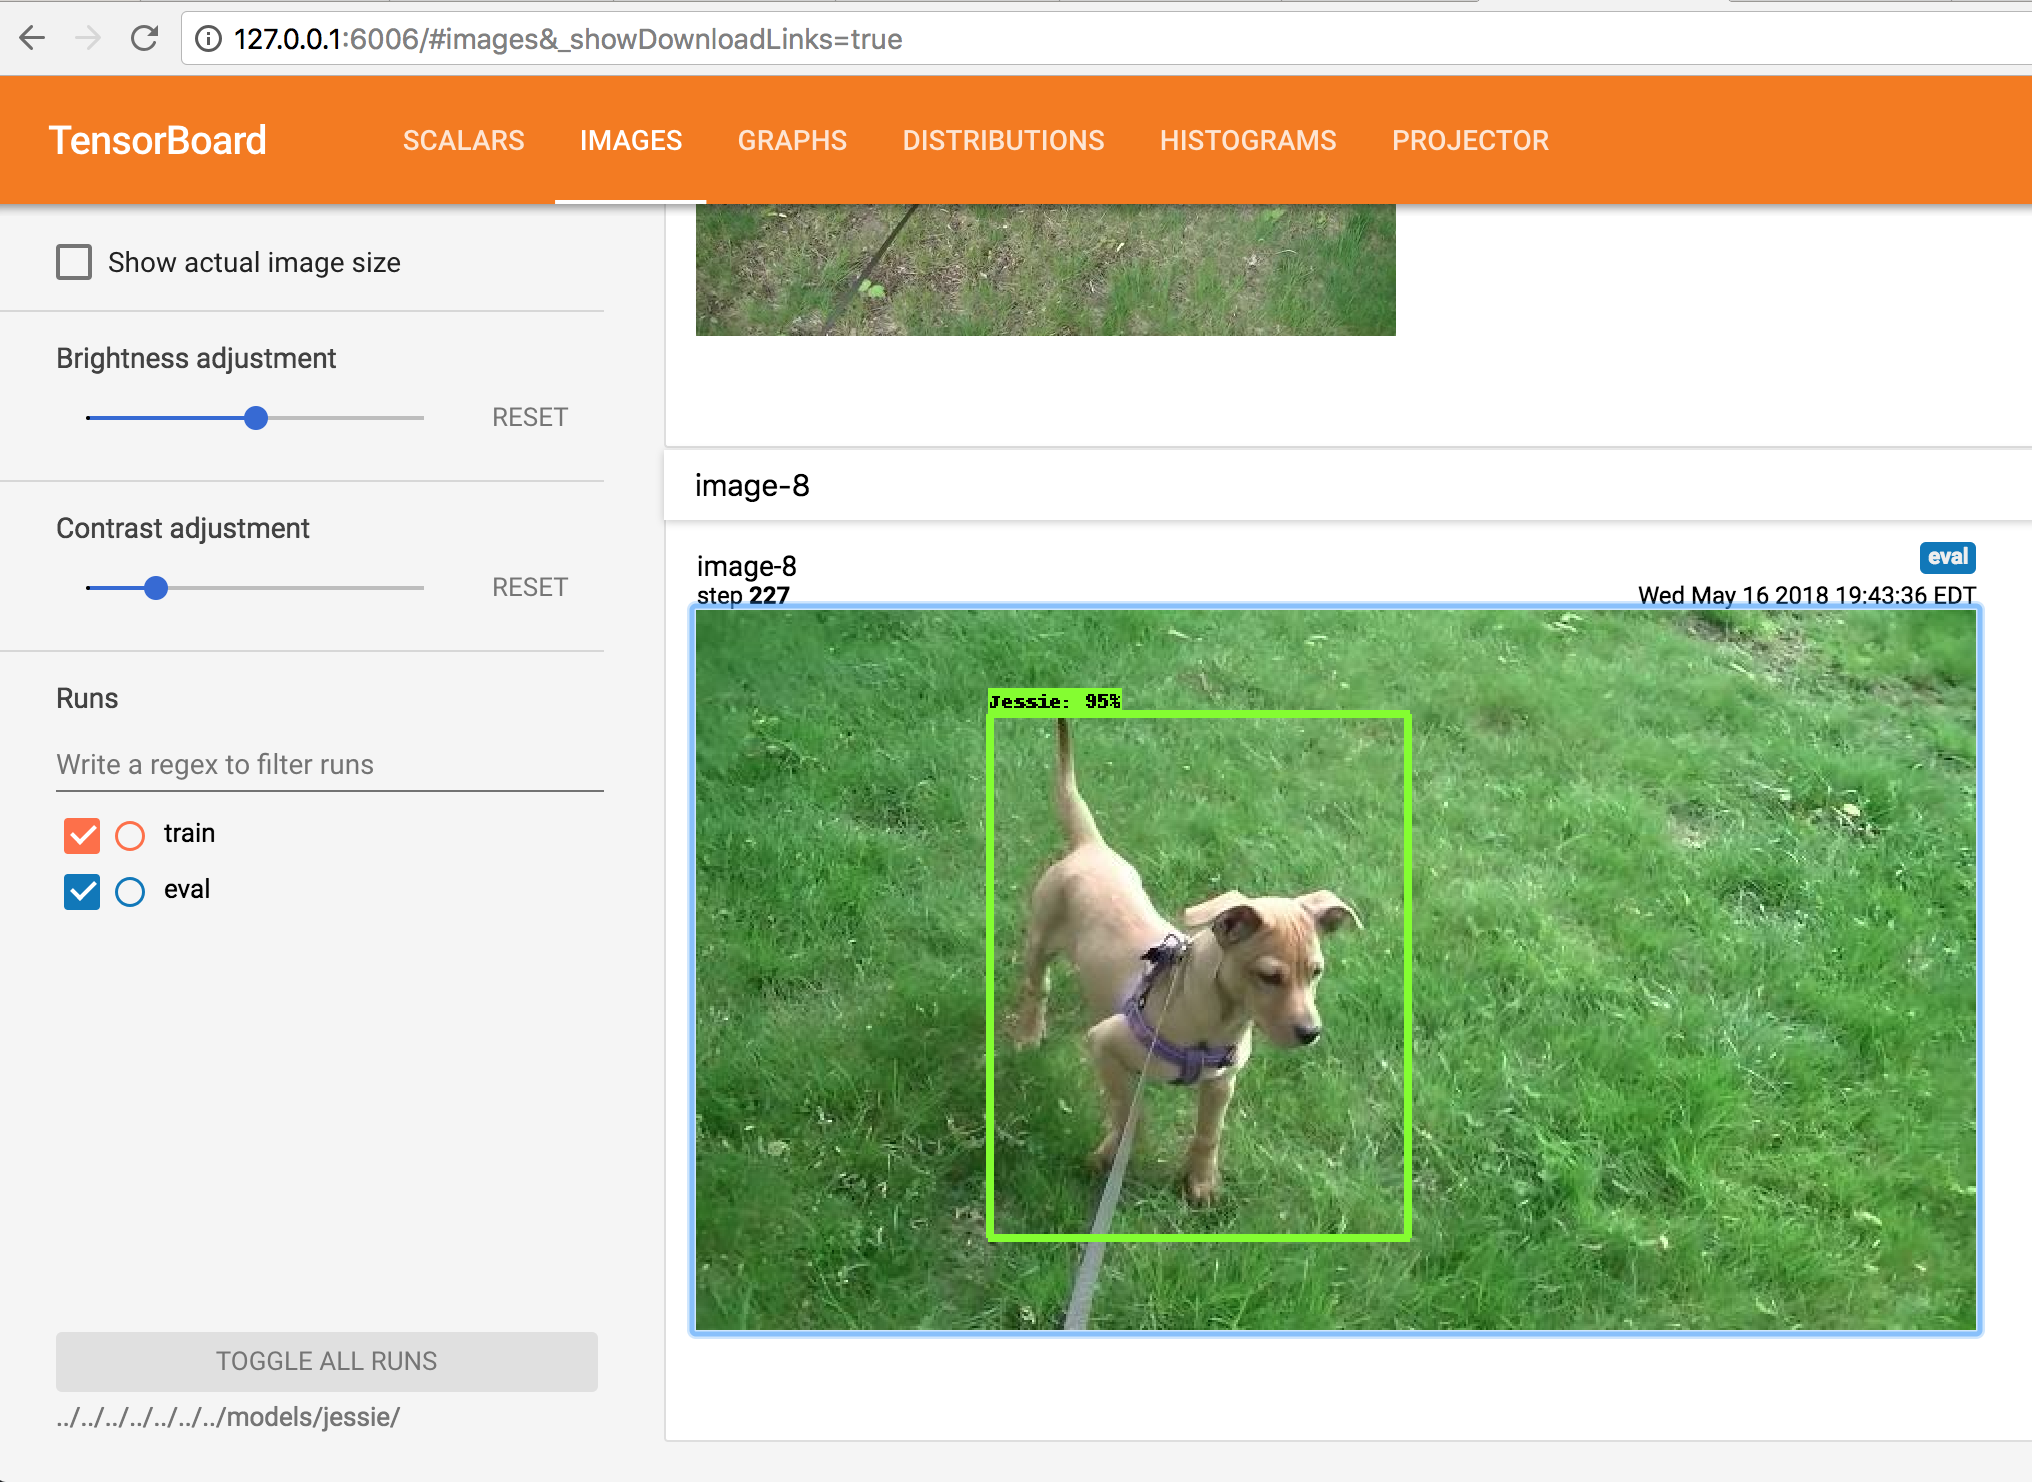 127.0.0.1:6006/#images&_showDownloadLinks=true
TensorBoard SCALARS IMAGES GRAPHS DISTRIBUTIONS HISTOGRAMS PROJECTOR
Show actual image size
Brightness adjustment
RESET
Contrast adjustment
RESET
Runs
Write a regex to filter runs
train
eval
TOGGLE ALL RUNS
../../../../../../../models/jessie/
image-8
image-8
eval
step 227
Wed May 16 2018 19:43:36 EDT
Jessie: 95%